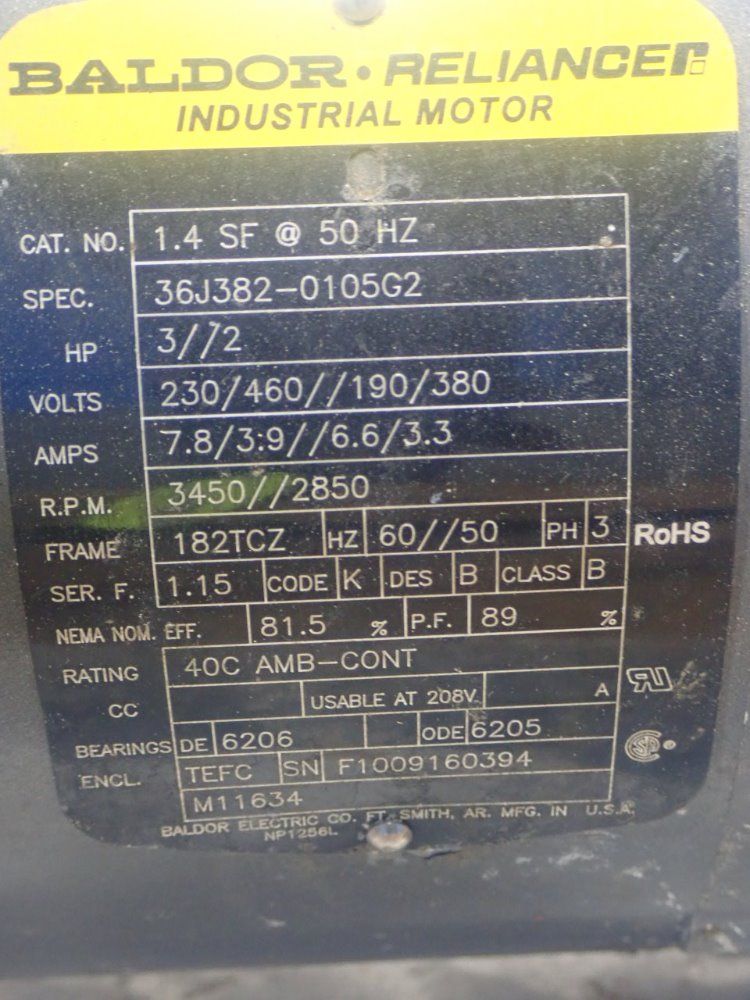 BALDOR • RELIANCER
INDUSTRIAL MOTOR
CAT. NO. 1.4 SF @ 50 HZ
SPEC. 36J382-0105G2
HP 3//2
VOLTS 230/460//190/380
AMPS 7.8/3.9//6.6/3.3
R.P.M. 3450//2850
FRAME 182TCZ HZ 60//50 PH 3 RoHS
SER. F. 1.15 CODE K DES B CLASS B
NEMA NOM. EFF. 81.5 % P.F. 89 %
RATING 40C AMB-CONT
CC USABLE AT 208V A
BEARINGS DE 6206 ODE 6205
ENCL. TEFC SN F1009160394
M11634
BALDOR ELECTRIC CO. FT. SMITH, AR. MFG. IN U.S.A.
NP1256L